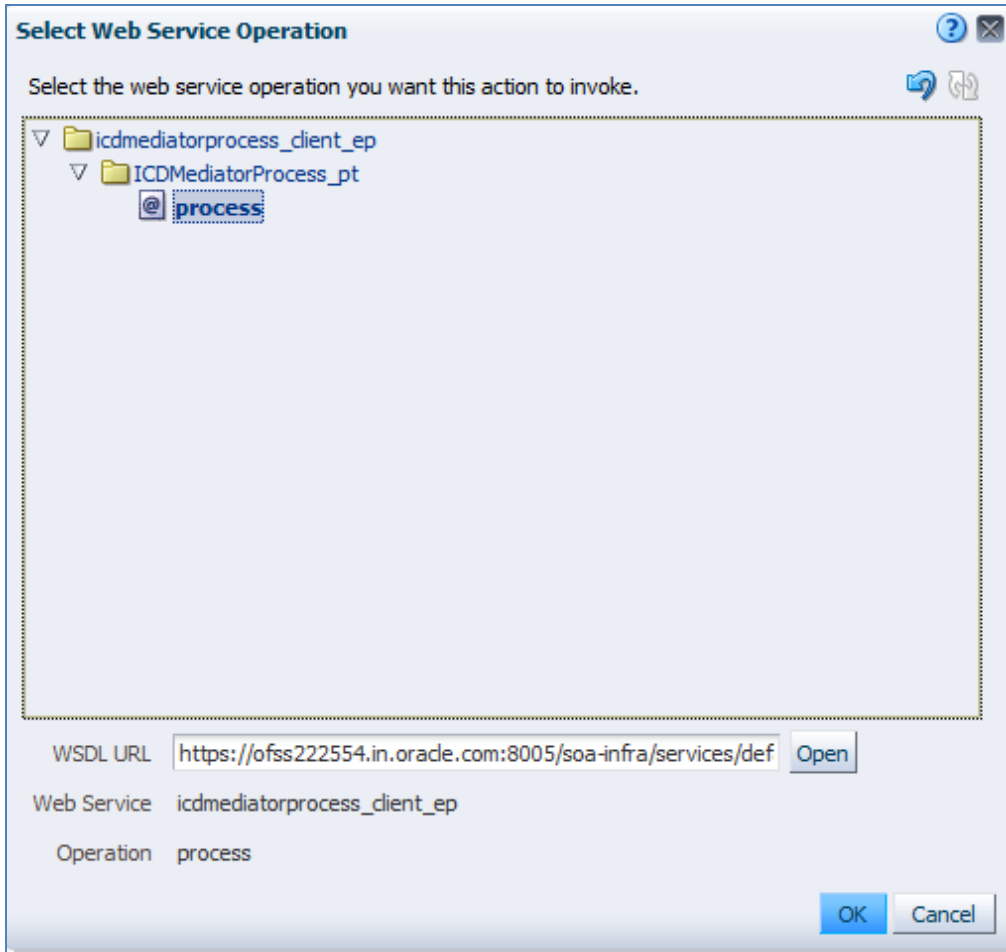 Select Web Service Operation
Select the web service operation you want this action to invoke.
icdmediatorprocess_client_ep
ICDMediatorProcess_pt
process
WSDL URL https://ofss222554.in.oracle.com:8005/soa-infra/services/def Open
Web Service icdmediatorprocess_client_ep
Operation process
OK Cancel